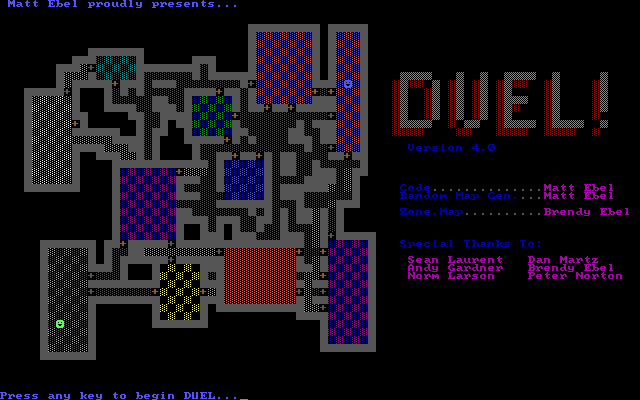 Matt Ebel proudly presents...
DUEL!
Version 4.0
Code..............Matt Ebel
Random Map Gen....Matt Ebel
Zone.Map..........Brendy Ebel
Special Thanks To:
Sean Laurent Dan Martz
Andy Gardner Brendy Ebel
Norm Larson Peter Norton
Press any key to begin DUEL..._